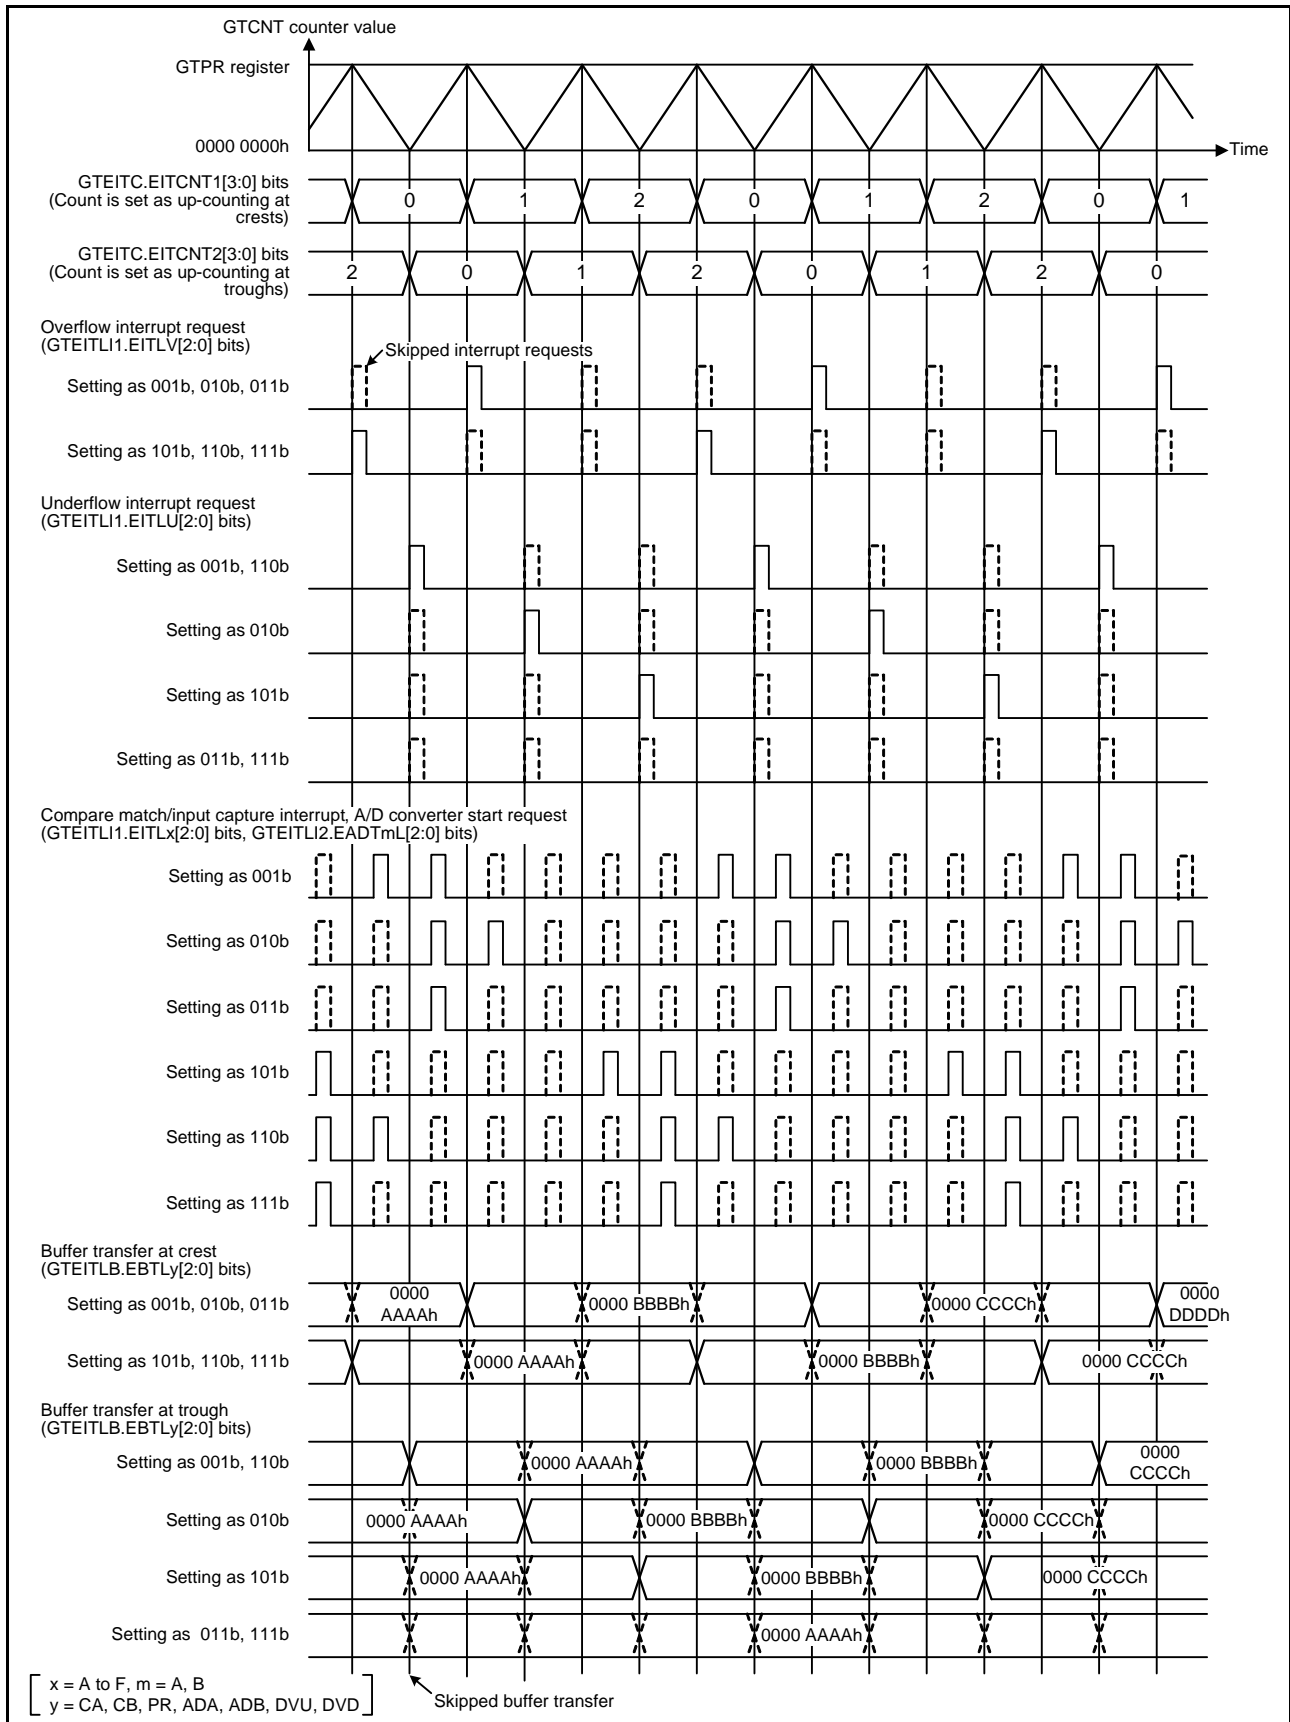 GTCNT counter value
GTPR register
0000 0000h
Time
GTEITC.EITCNT1[3:0] bits
(Count is set as up-counting at
crests)
0 1 2 0 1 2 0 1
GTEITC.EITCNT2[3:0] bits
(Count is set as up-counting at
troughs)
2 0 1 2 0 1 2 0
Overflow interrupt request
(GTEITLI1.EITLV[2:0] bits)
Skipped interrupt requests
Setting as 001b, 010b, 011b
Setting as 101b, 110b, 111b
Underflow interrupt request
(GTEITLI1.EITLU[2:0] bits)
Setting as 001b, 110b
Setting as 010b
Setting as 101b
Setting as 011b, 111b
Compare match/input capture interrupt, A/D converter start request
(GTEITLI1.EITLx[2:0] bits, GTEITLI2.EADTmL[2:0] bits)
Setting as 001b
Setting as 010b
Setting as 011b
Setting as 101b
Setting as 110b
Setting as 111b
Buffer transfer at crest
(GTEITLB.EBTLy[2:0] bits)
Setting as 001b, 010b, 011b
0000
AAAAh
0000 BBBBh
0000 CCCCh
0000
DDDDh
Setting as 101b, 110b, 111b
0000 AAAAh
0000 BBBBh
0000 CCCCh
Buffer transfer at trough
(GTEITLB.EBTLy[2:0] bits)
Setting as 001b, 110b
0000 AAAAh
0000 BBBBh
0000
CCCCh
Setting as 010b
0000 AAAAh
0000 BBBBh
0000 CCCCh
Setting as 101b
0000 AAAAh
0000 BBBBh
0000 CCCCh
Setting as 011b, 111b
0000 AAAAh
x = A to F, m = A, B
y = CA, CB, PR, ADA, ADB, DVU, DVD
Skipped buffer transfer